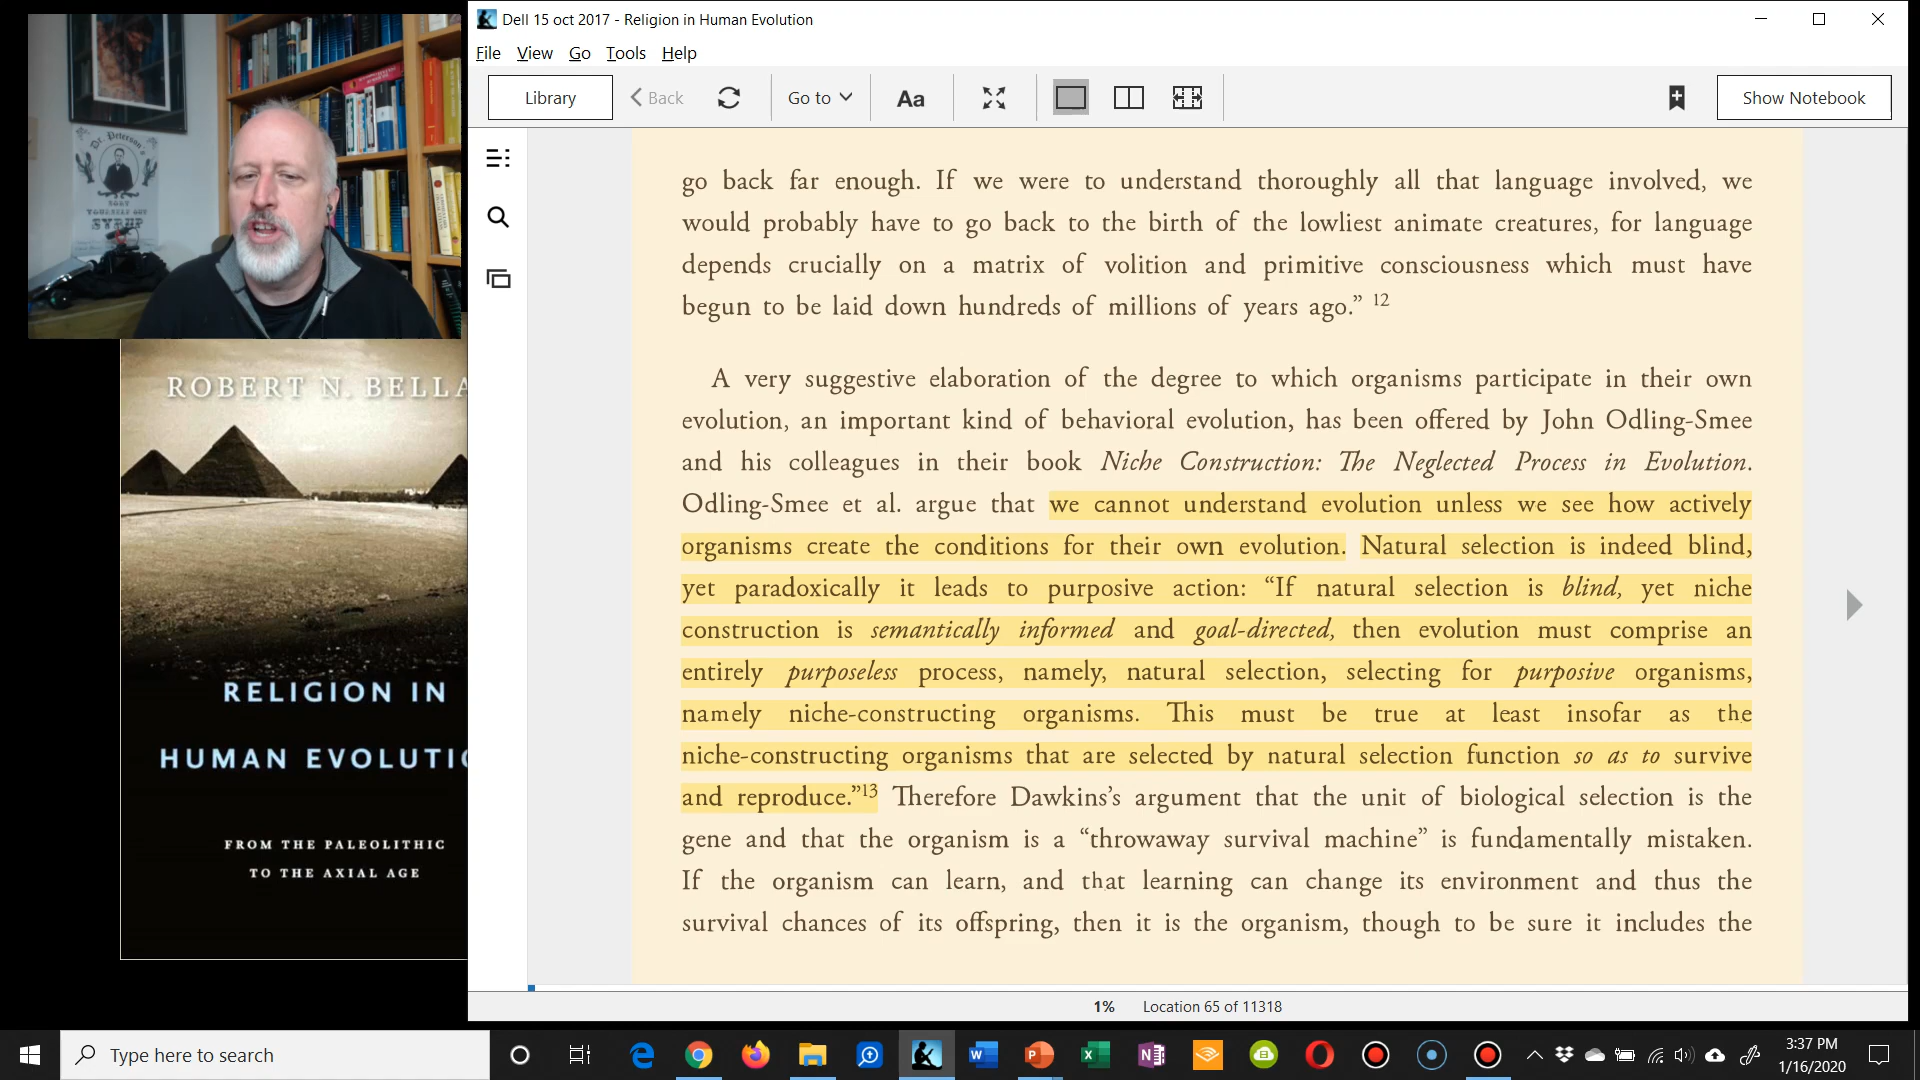 Dell 15 oct 2017 - Religion in Human Evolution
File View Go Tools Help
Library Back Go to Aa Show Notebook
Dr. Peterson's
SYRUP
go back far enough. If we were to understand thoroughly all that language involved, we
would probably have to go back to the birth of the lowliest animate creatures, for language
depends crucially on a matrix of volition and primitive consciousness which must have
begun to be laid down hundreds of millions of years ago.” 12
A very suggestive elaboration of the degree to which organisms participate in their own
evolution, an important kind of behavioral evolution, has been offered by John Odling-Smee
and his colleagues in their book Niche Construction: The Neglected Process in Evolution.
Odling-Smee et al. argue that we cannot understand evolution unless we see how actively
organisms create the conditions for their own evolution. Natural selection is indeed blind,
yet paradoxically it leads to purposive action: “If natural selection is blind, yet niche
construction is semantically informed and goal-directed, then evolution must comprise an
entirely purposeless process, namely, natural selection, selecting for purposive organisms,
namely niche-constructing organisms. This must be true at least insofar as the
niche-constructing organisms that are selected by natural selection function so as to survive
and reproduce.”13 Therefore Dawkins’s argument that the unit of biological selection is the
gene and that the organism is a “throwaway survival machine” is fundamentally mistaken.
If the organism can learn, and that learning can change its environment and thus the
survival chances of its offspring, then it is the organism, though to be sure it includes the
ROBERT N. BELLA
RELIGION IN
HUMAN EVOLUTIO
FROM THE PALEOLITHIC
TO THE AXIAL AGE
1% Location 65 of 11318
Type here to search
3:37 PM
1/16/2020